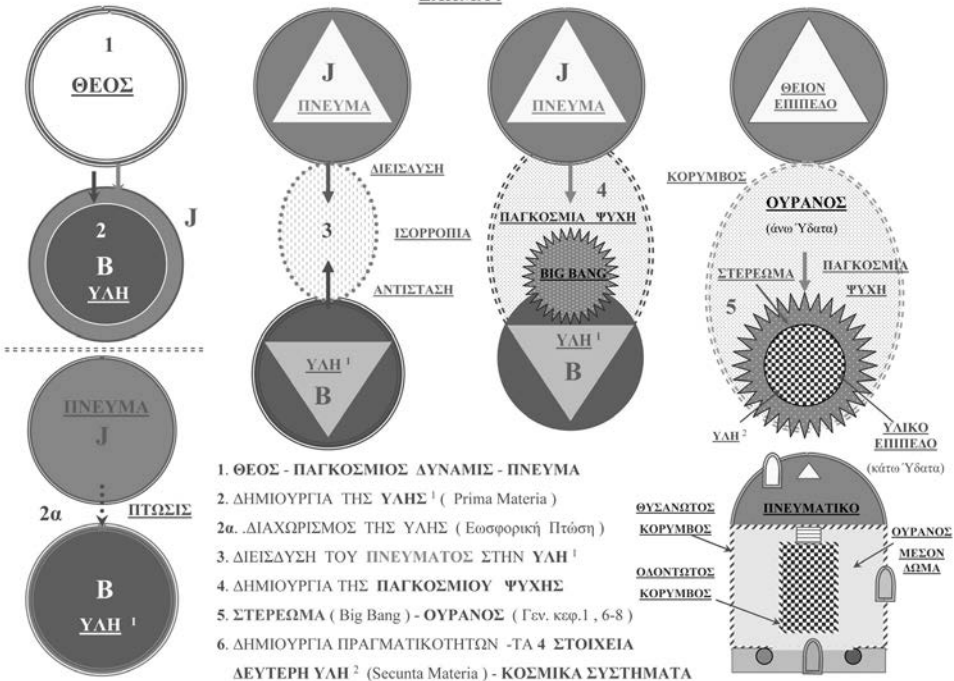 1
ΘΕΟΣ
2
Β
ΥΛΗ
J
ΠΝΕΥΜΑ
J
2α
ΠΤΩΣΙΣ
Β
ΥΛΗ ¹
J
ΠΝΕΥΜΑ
ΔΙΕΙΣΔΥΣΗ
3
ΙΣΟΡΡΟΠΙΑ
ΑΝΤΙΣΤΑΣΗ
ΥΛΗ ¹
Β
J
ΠΝΕΥΜΑ
4
ΠΑΓΚΟΣΜΙΑ ΨΥΧΗ
BIG BANG
ΥΛΗ ¹
Β
ΘΕΙΟΝ
ΕΠΙΠΕΔΟ
ΚΟΡΥΜΒΟΣ
ΟΥΡΑΝΟΣ
(άνω Ύδατα)
ΣΤΕΡΕΩΜΑ
ΠΑΓΚΟΣΜΙΑ
ΨΥΧΗ
5
ΥΛΗ ²
ΥΛΙΚΟ
ΕΠΙΠΕΔΟ
(κάτω Ύδατα)
ΠΝΕΥΜΑΤΙΚΟ
ΘΥΣΑΝΩΤΟΣ
ΚΟΡΥΜΒΟΣ
ΟΥΡΑΝΟΣ
ΜΕΣΟΝ
ΔΩΜΑ
ΟΔΟΝΤΩΤΟΣ
ΚΟΡΥΜΒΟΣ
1. ΘΕΟΣ - ΠΑΓΚΟΣΜΙΟΣ ΔΥΝΑΜΙΣ - ΠΝΕΥΜΑ
2. ΔΗΜΙΟΥΡΓΙΑ ΤΗΣ ΥΛΗΣ ¹ ( Prima Materia )
2α. .ΔΙΑΧΩΡΙΣΜΟΣ ΤΗΣ ΥΛΗΣ ( Εωσφορική Πτώση )
3. ΔΙΕΙΣΔΥΣΗ ΤΟΥ ΠΝΕΥΜΑΤΟΣ ΣΤΗΝ ΥΛΗ ¹
4. ΔΗΜΙΟΥΡΓΙΑ ΤΗΣ ΠΑΓΚΟΣΜΙΟΥ ΨΥΧΗΣ
5. ΣΤΕΡΕΩΜΑ ( Big Bang ) - ΟΥΡΑΝΟΣ ( Γεν. κεφ.1 , 6-8 )
6. ΔΗΜΙΟΥΡΓΙΑ ΠΡΑΓΜΑΤΙΚΟΤΗΤΩΝ -ΤΑ 4 ΣΤΟΙΧΕΙΑ
ΔΕΥΤΕΡΗ ΥΛΗ ² (Secunta Materia ) - ΚΟΣΜΙΚΑ ΣΥΣΤΗΜΑΤΑ